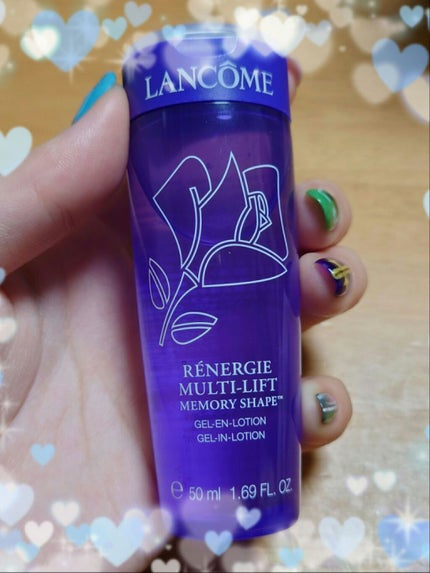 LANCÔME
RÉNERGIE
MULTI-LIFT
MEMORY SHAPE™
GEL-EN-LOTION
GEL-IN-LOTION
℮ 50 ml 1.69 FL. OZ.